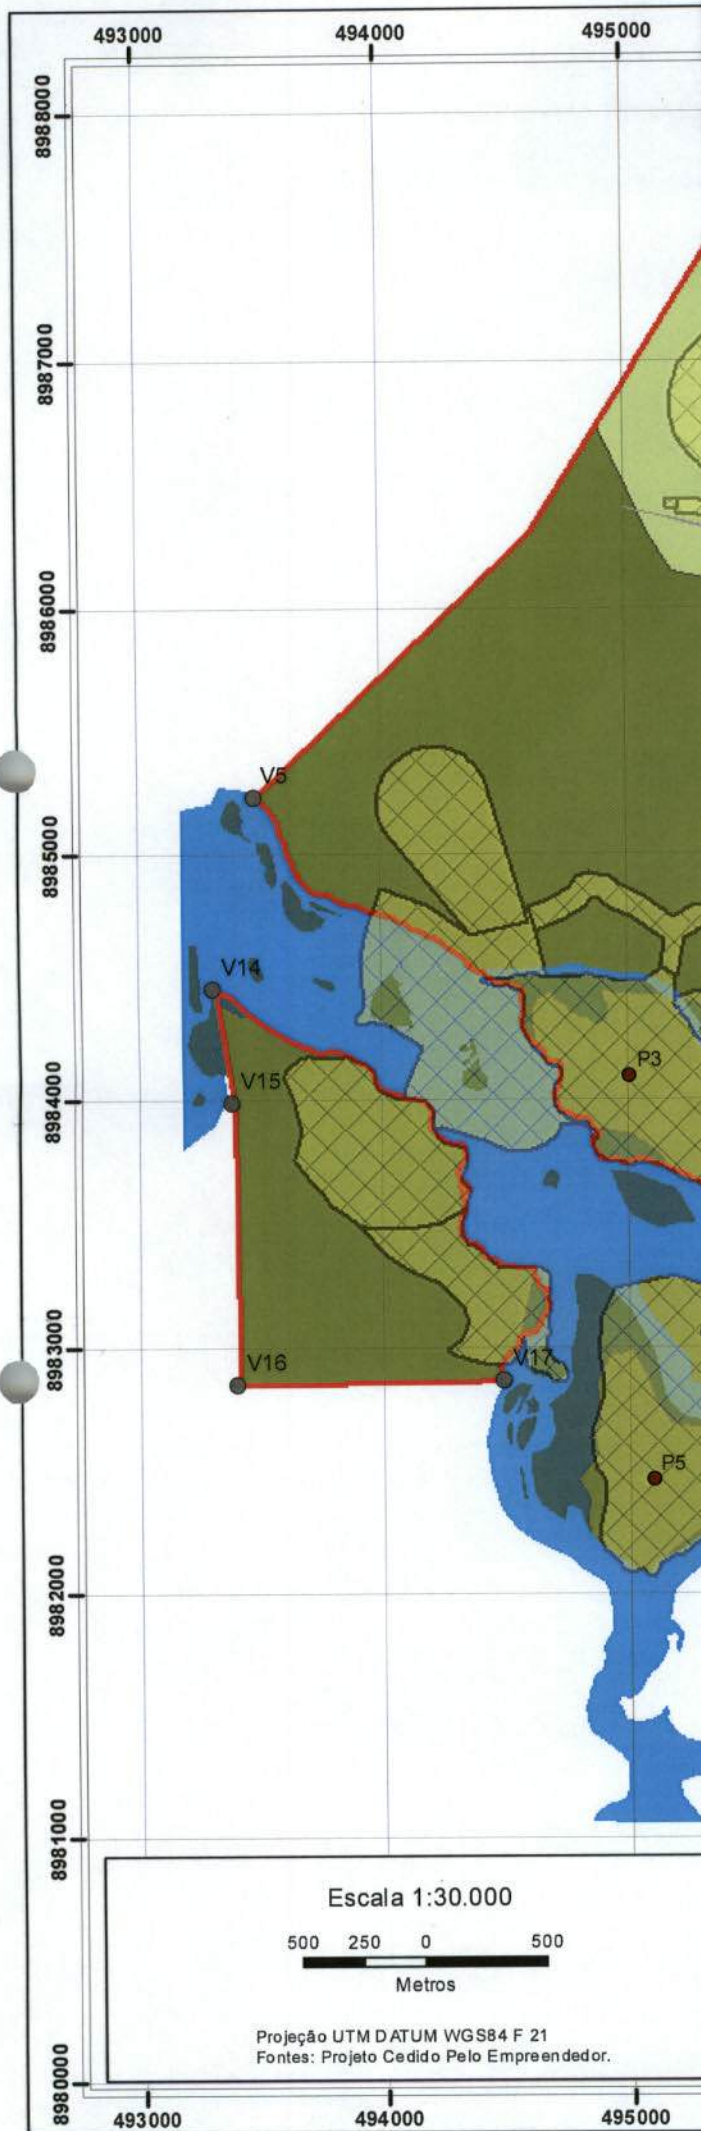 493000 494000 495000
8988000
8987000
8986000
V5
8985000
V14
P3
V15
8984000
8983000
V17
V16
P5
8982000
8981000
Escala 1:30.000
500 250 0 500
Metros
Projeção UTM DATUM WGS84 F 21
Fontes: Projeto Cedido Pelo Empreendedor.
8980000
493000 494000 495000